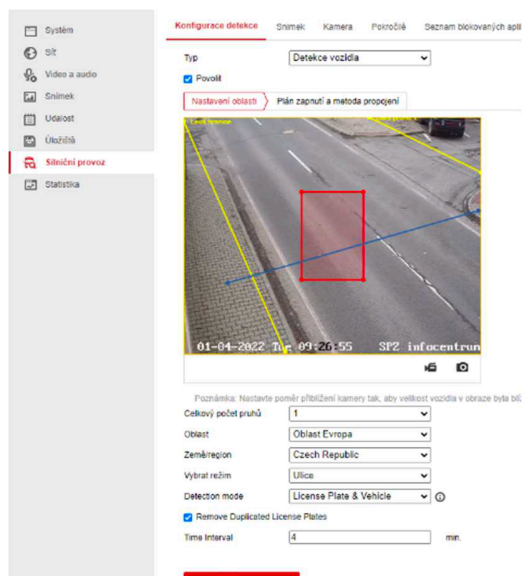 Systém
Síť
Video a audio
Snímek
Událost
Úložiště
Silniční provoz
Statistika
Konfigurace detekce Snímek Kamera Pokročilé Seznam blokovaných apli
Typ Detekce vozidla
Povolit
Nastavení oblasti Plán zapnutí a metoda propojení
01-04-2022 Tue 09:26:55 SPZ infocentrum
Poznámka: Nastavte poměr přiblížení kamery tak, aby velikost vozidla v obraze byla blíz
Celkový počet pruhů 1
Oblast Oblast Evropa
Země/region Czech Republic
Vybrat režim Ulice
Detection mode License Plate & Vehicle
Remove Duplicated License Plates
Time Interval 4 min.